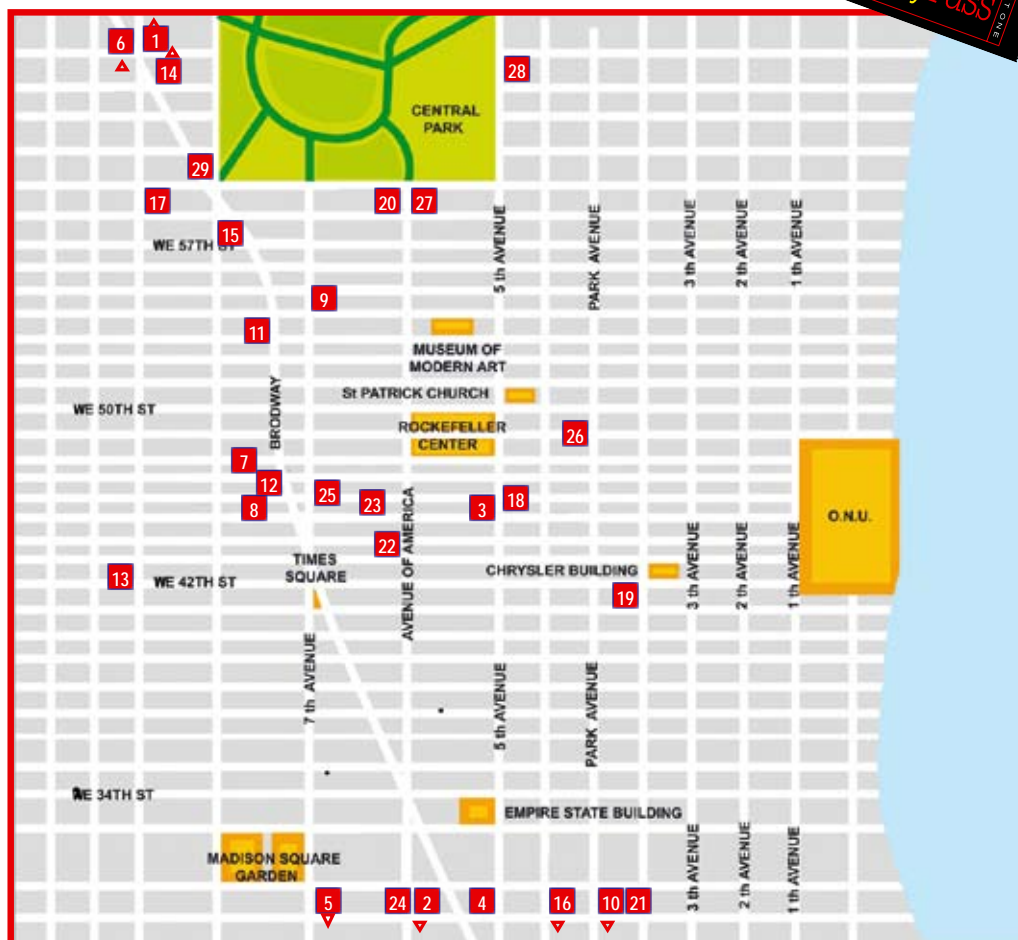 Pass
TONE
6
1
14
28
CENTRAL
PARK
29
17
20
27
15
WE 57TH ST
5 th AVENUE
PARK AVENUE
3 th AVENUE
2 th AVENUE
1 th AVENUE
9
11
MUSEUM OF
MODERN ART
St PATRICK CHURCH
WE 50TH ST
BRODWAY
ROCKEFELLER
CENTER
26
7
12
8
25
23
3
18
O.N.U.
22
AVENUE OF AMERICA
TIMES
SQUARE
13
WE 42TH ST
CHRYSLER BUILDING
19
3 th AVENUE
2 th AVENUE
1 th AVENUE
7 th AVENUE
5 th AVENUE
PARK AVENUE
WE 34TH ST
EMPIRE STATE BUILDING
MADISON SQUARE
GARDEN
3 th AVENUE
2 th AVENUE
1 th AVENUE
5
24
2
4
16
10
21